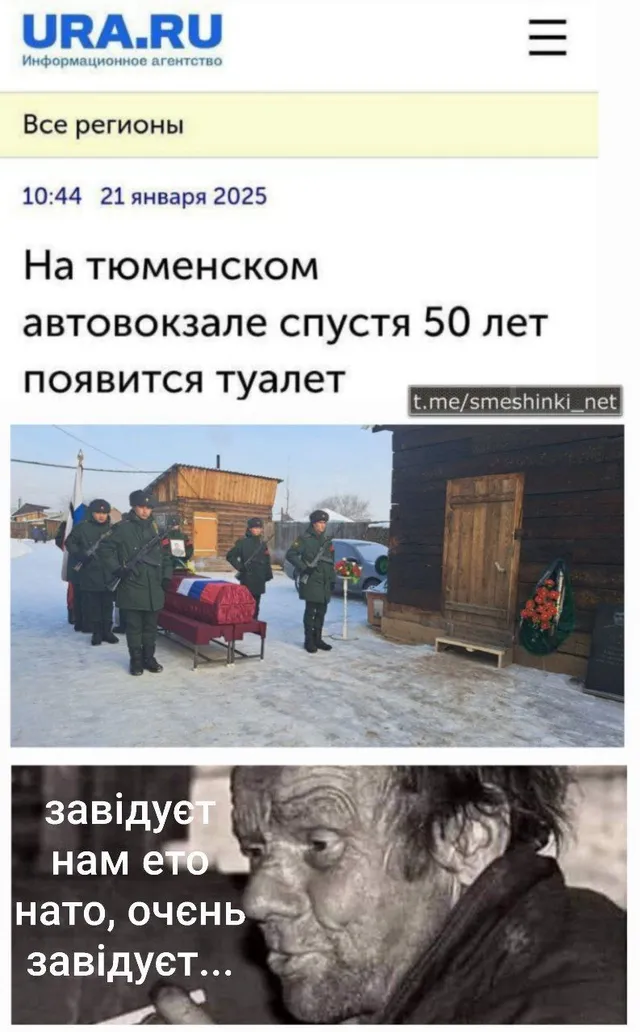 URA.RU
Информационное агентство
Все регионы
10:44 21 января 2025
На тюменском
автовокзале спустя 50 лет
появится туалет
t.me/smeshinki_net
завідуєт
нам ето
нато, очєнь
завідуєт...